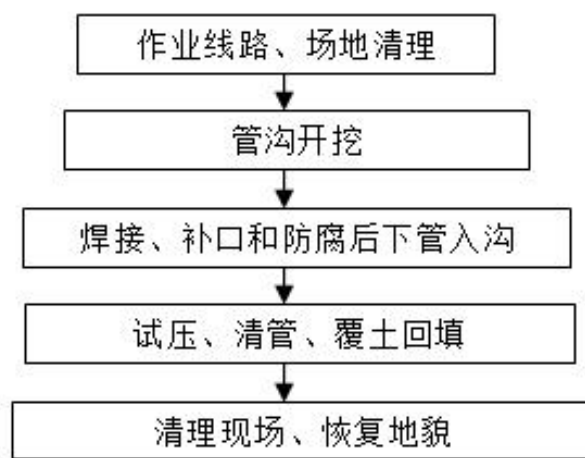 作业线路、场地清理
管沟开挖
焊接、补口和防腐后下管入沟
试压、清管、覆土回填
清理现场、恢复地貌